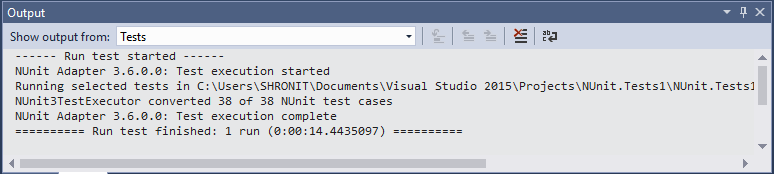 Output
Show output from: Tests
------ Run test started ------
NUnit Adapter 3.6.0.0: Test execution started
Running selected tests in C:\Users\SHRONIT\Documents\Visual Studio 2015\Projects\NUnit.Tests1\NUnit.Tests1
NUnit3TestExecutor converted 38 of 38 NUnit test cases
NUnit Adapter 3.6.0.0: Test execution complete
========== Run test finished: 1 run (0:00:14.4435097) ==========